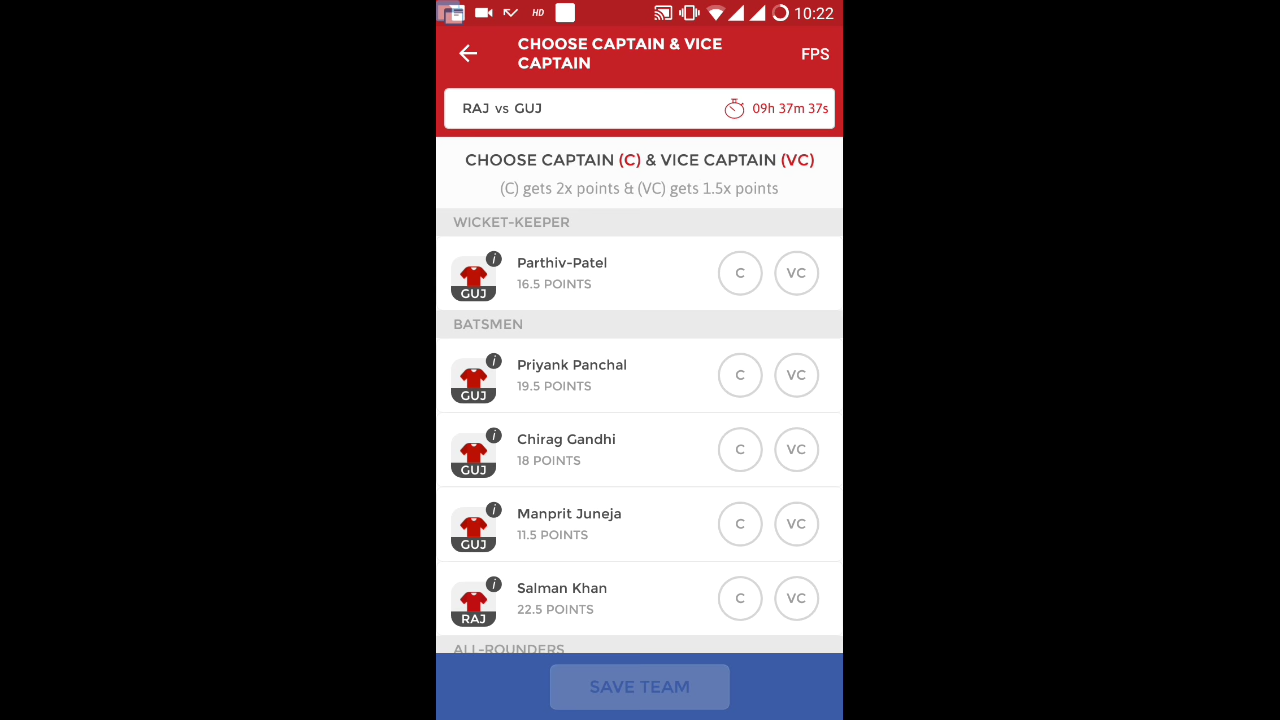 HD 10:22
CHOOSE CAPTAIN & VICE
CAPTAIN
FPS
RAJ vs GUJ 09h 37m 37s
CHOOSE CAPTAIN (C) & VICE CAPTAIN (VC)
(C) gets 2x points & (VC) gets 1.5x points
WICKET-KEEPER
i
Parthiv-Patel
16.5 POINTS
GUJ
C VC
BATSMEN
i
Priyank Panchal
19.5 POINTS
GUJ
C VC
i
Chirag Gandhi
18 POINTS
GUJ
C VC
i
Manprit Juneja
11.5 POINTS
GUJ
C VC
i
Salman Khan
22.5 POINTS
RAJ
C VC
ALL-ROUNDERS
SAVE TEAM